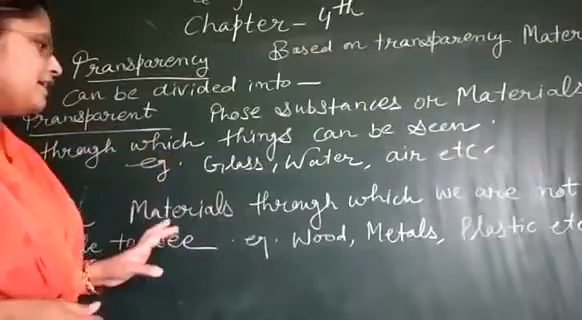 Chapter - 4th
Transparency Based on transparency Mater
can be divided into —
Transparent Those substances or Materials
through which things can be seen.
eg. Glass, Water, air etc.
Materials through which we are not
to see. eg. Wood, Metals, Plastic etc